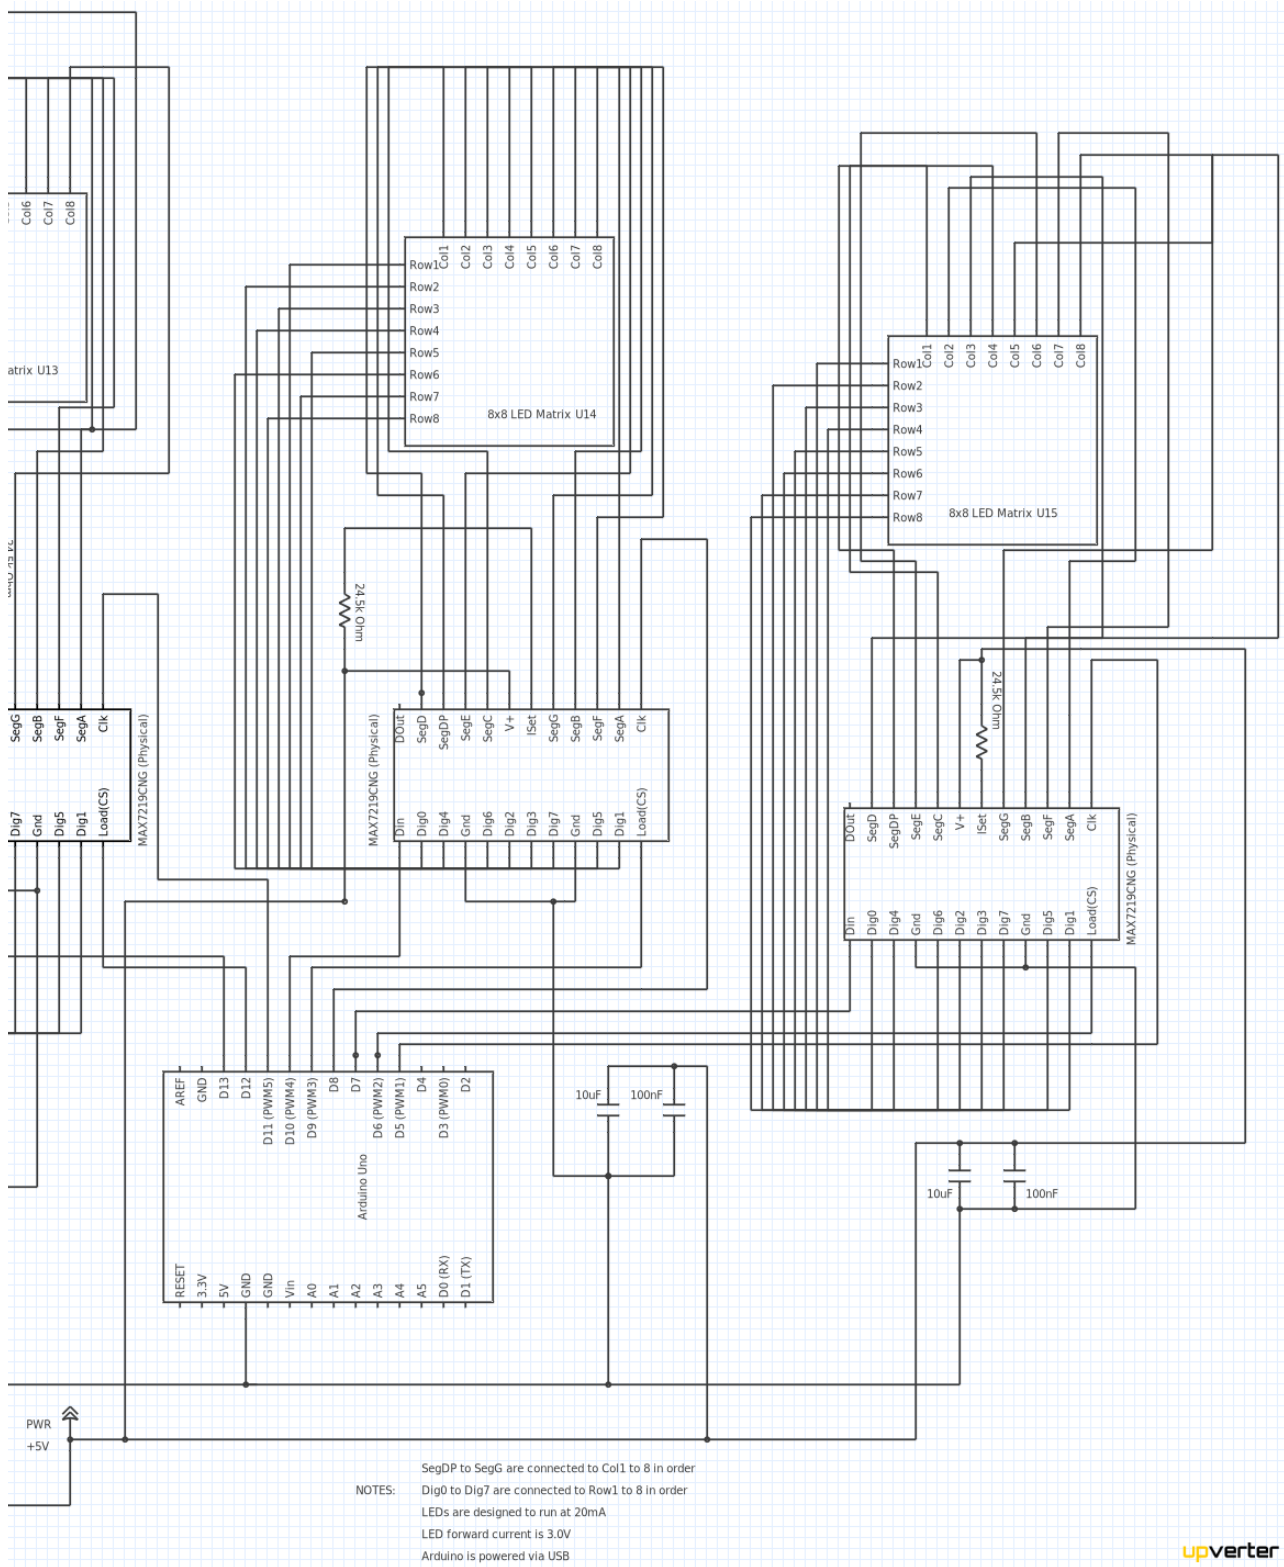 Col6
Col7
Col8
atrix U13
SegG
SegB
SegF
SegA
Clk
Dig7
Gnd
Dig5
Dig1
Load(CS)
MAX7219CNG (Physical)
Col1
Col2
Col3
Col4
Col5
Col6
Col7
Col8
Row1
Row2
Row3
Row4
Row5
Row6
Row7
Row8
8x8 LED Matrix U14
24.5k Ohm
DOut
SegD
SegDP
SegE
SegC
V+
ISet
SegG
SegB
SegF
SegA
Clk
MAX7219CNG (Physical)
Din
Dig0
Dig4
Gnd
Dig6
Dig2
Dig3
Dig7
Gnd
Dig5
Dig1
Load(CS)
Col1
Col2
Col3
Col4
Col5
Col6
Col7
Col8
Row1
Row2
Row3
Row4
Row5
Row6
Row7
Row8
8x8 LED Matrix U15
24.5k Ohm
DOut
SegD
SegDP
SegE
SegC
V+
ISet
SegG
SegB
SegF
SegA
Clk
Din
Dig0
Dig4
Gnd
Dig6
Dig2
Dig3
Dig7
Gnd
Dig5
Dig1
Load(CS)
MAX7219CNG (Physical)
AREF
GND
D13
D12
D11 (PWM5)
D10 (PWM4)
D9 (PWM3)
D8
D7
D6 (PWM2)
D5 (PWM1)
D4
D3 (PWM0)
D2
Arduino Uno
RESET
3.3V
5V
GND
GND
Vin
A0
A1
A2
A3
A4
A5
D0 (RX)
D1 (TX)
10uF
100nF
10uF
100nF
PWR
+5V
SegDP to SegG are connected to Col1 to 8 in order
NOTES: Dig0 to Dig7 are connected to Row1 to 8 in order
LEDs are designed to run at 20mA
LED forward current is 3.0V
Arduino is powered via USB
upverter